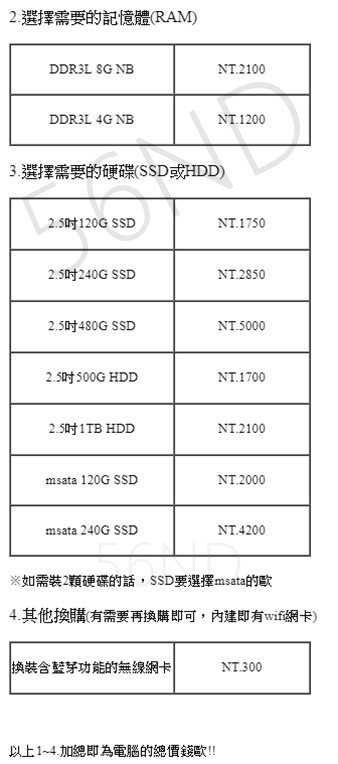 2.選擇需要的記憶體(RAM)
DDR3L 8G NB NT.2100
DDR3L 4G NB NT.1200
3.選擇需要的硬碟(SSD或HDD)
2.5吋120G SSD NT.1750
2.5吋240G SSD NT.2850
2.5吋480G SSD NT.5000
2.5吋500G HDD NT.1700
2.5吋1TB HDD NT.2100
msata 120G SSD NT.2000
msata 240G SSD NT.4200
※如需裝2顆硬碟的話，SSD要選擇msata的歐
4.其他換購(有需要再換購即可，內建即有wifi網卡)
換裝含藍芽功能的無線網卡 NT.300
以上1~4.加總即為電腦的總價錢歐!!
56ND
56ND